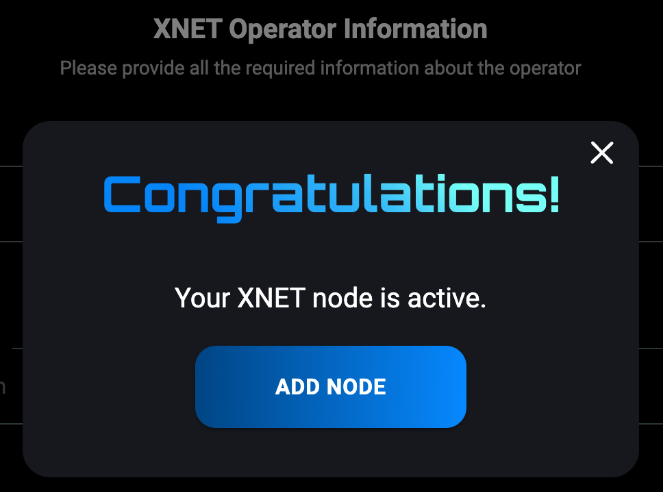 XNET Operator Information
Please provide all the required information about the operator
Congratulations!
Your XNET node is active.
ADD NODE